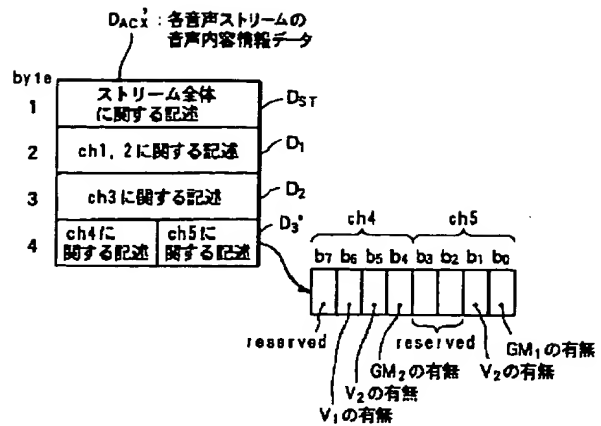 D_ACX': 各音声ストリームの
音声内容情報データ
byte
1 ストリーム全体
に関する記述 D_ST
2 ch1, 2に関する記述 D_1
3 ch3に関する記述 D_2
4 ch4に
関する記述 ch5に
関する記述 D_3'
ch4 ch5
b7 b6 b5 b4 b3 b2 b1 b0
reserved reserved GM1の有無
GM2の有無 V2の有無
V2の有無
V1の有無